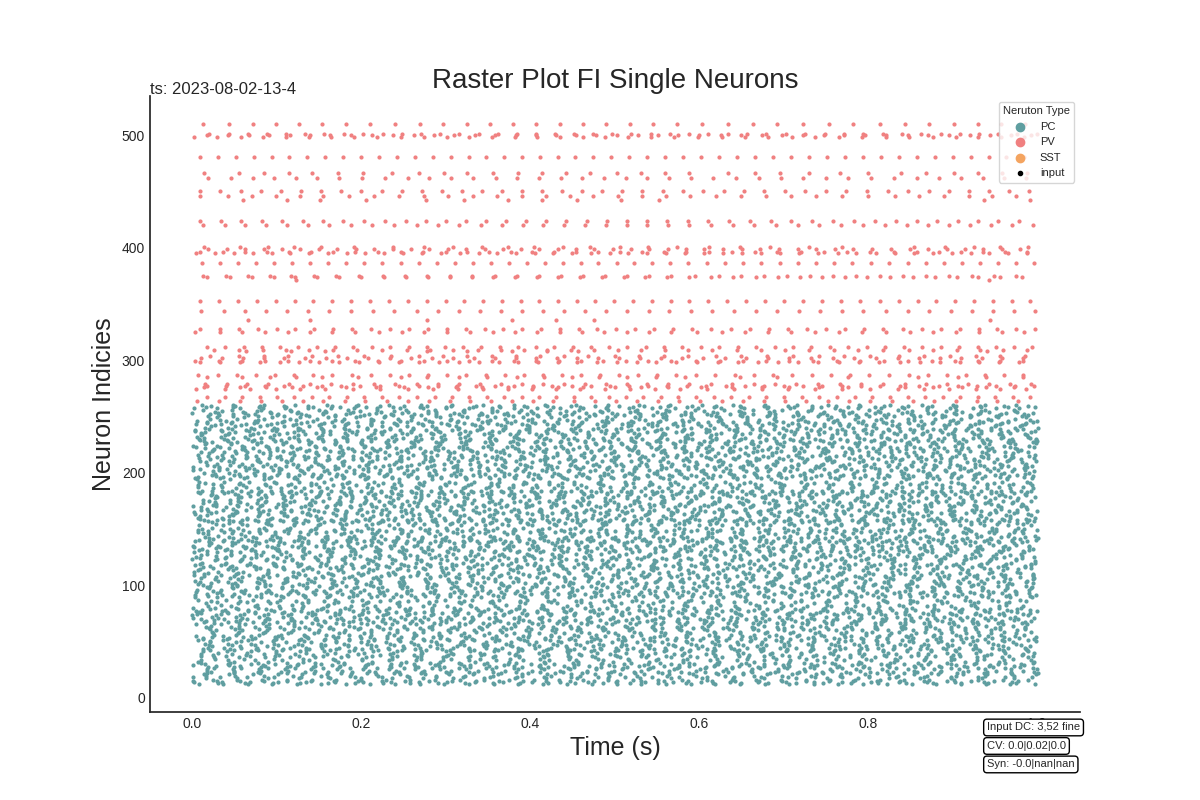 Raster Plot FI Single Neurons
ts: 2023-08-02-13-4
Neruton Type
PC
PV
SST
input
Neuron Indicies
500
400
300
200
100
0
0.0 0.2 0.4 0.6 0.8
Time (s)
Input DC: 3,52 fine
CV: 0.0|0.02|0.0
Syn: -0.0|nan|nan